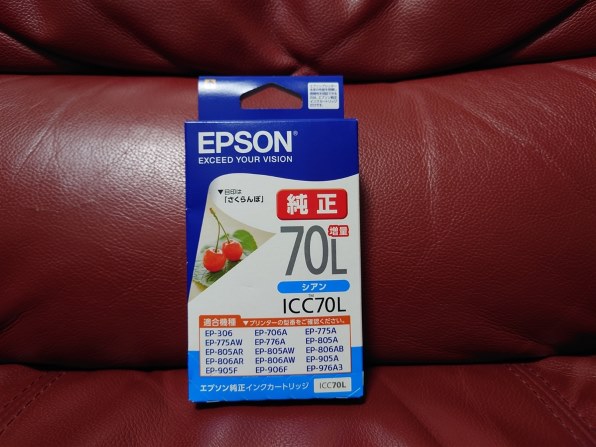 EPSON®
EXCEED YOUR VISION
▼目印は
「さくらんぼ」
純正
増量
70L
シアン
ICC70L
適合機種 ▼プリンターの型番をご確認ください。
EP-306 EP-706A EP-775A
EP-775AW EP-776A EP-805A
EP-805AR EP-805AW EP-806AB
EP-806AR EP-806AW EP-905A
EP-905F EP-906F EP-976A3
エプソン純正インクカートリッジ ICC70L